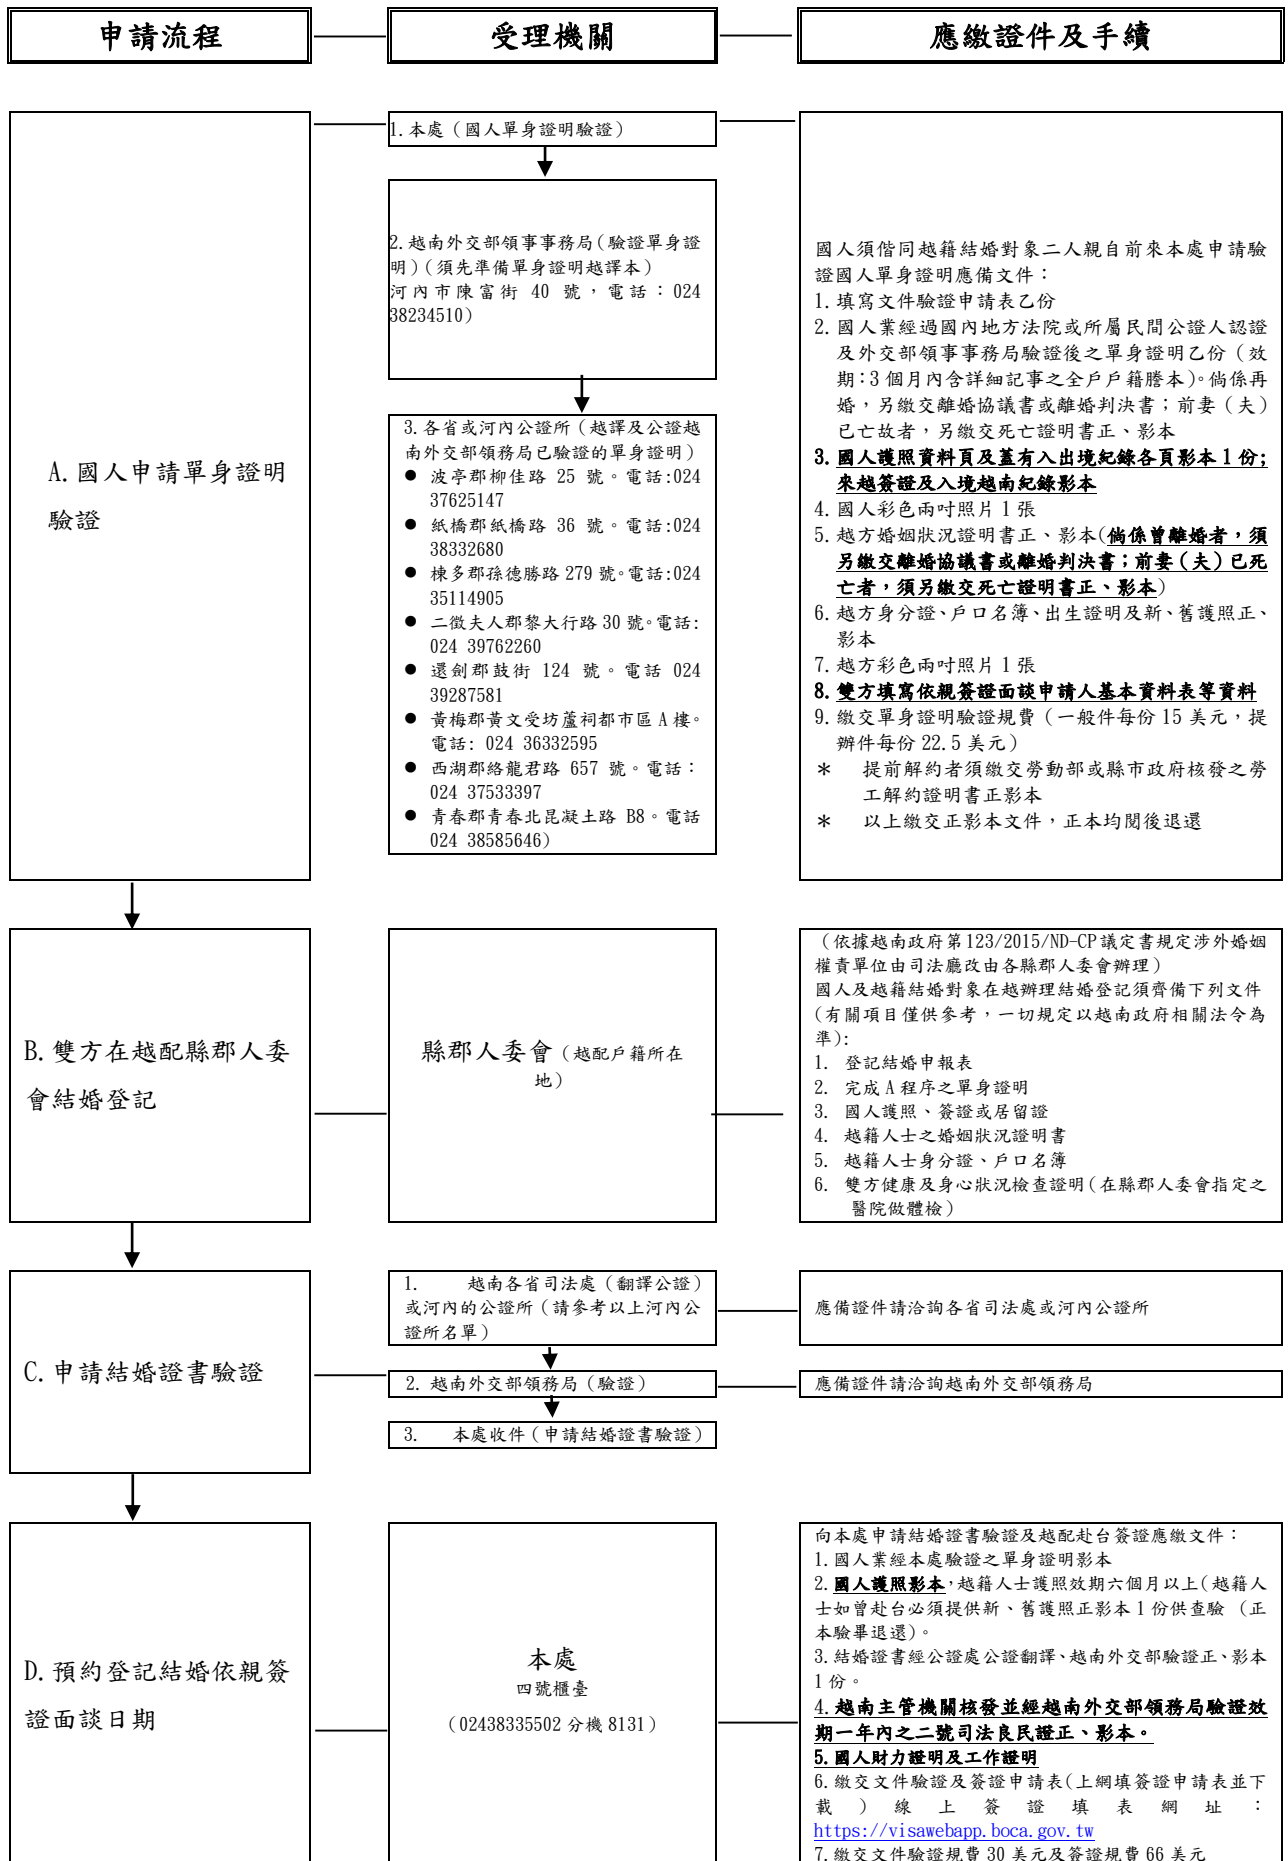 申請流程
受理機關
應繳證件及手續
A.國人申請單身證明
驗證
1.本處（國人單身證明驗證）
2.越南外交部領事事務局(驗證單身證
明)(須先準備單身證明越譯本)
河內市陳富街 40 號，電話：024
38234510)
3.各省或河內公證所（越譯及公證越
南外交部領務局已驗證的單身證明）
● 波亭郡柳佳路 25 號。電話:024
37625147
● 紙橋郡紙橋路 36 號。電話:024
38332680
● 棟多郡孫德勝路 279 號。電話:024
35114905
● 二徵夫人郡黎大行路 30 號。電話:
024 39762260
● 還劍郡鼓街 124 號。電話 024
39287581
● 黃梅郡黃文受坊蘆祠都市區 A 樓。
電話: 024 36332595
● 西湖郡絡龍君路 657 號。電話：
024 37533397
● 青春郡青春北昆凝土路 B8。電話
024 38585646)
國人須偕同越籍結婚對象二人親自前來本處申請驗
證國人單身證明應備文件：
1.填寫文件驗證申請表乙份
2.國人業經過國內地方法院或所屬民間公證人認證
及外交部領事事務局驗證後之單身證明乙份（效
期:3 個月內含詳細記事之全戶戶籍謄本)。倘係再
婚，另繳交離婚協議書或離婚判決書；前妻（夫）
已亡故者，另繳交死亡證明書正、影本
3.國人護照資料頁及蓋有入出境紀錄各頁影本 1 份;
來越簽證及入境越南紀錄影本
4.國人彩色兩吋照片 1 張
5.越方婚姻狀況證明書正、影本(倘係曾離婚者，須
另繳交離婚協議書或離婚判決書；前妻（夫）已死
亡者，須另繳交死亡證明書正、影本)
6.越方身分證、戶口名簿、出生證明及新、舊護照正、
影本
7.越方彩色兩吋照片 1 張
8.雙方填寫依親簽證面談申請人基本資料表等資料
9.繳交單身證明驗證規費（一般件每份 15 美元，提
辦件每份 22.5 美元）
＊ 提前解約者須繳交勞動部或縣市政府核發之勞
工解約證明書正影本
＊ 以上繳交正影本文件，正本均閱後退還
B.雙方在越配縣郡人委
會結婚登記
縣郡人委會（越配戶籍所在
地）
（依據越南政府第123/2015/ND-CP議定書規定涉外婚姻
權責單位由司法廳改由各縣郡人委會辦理）
國人及越籍結婚對象在越辦理結婚登記須齊備下列文件
(有關項目僅供參考，一切規定以越南政府相關法令為
準):
1. 登記結婚申報表
2. 完成 A 程序之單身證明
3. 國人護照、簽證或居留證
4. 越籍人士之婚姻狀況證明書
5. 越籍人士身分證、戶口名簿
6. 雙方健康及身心狀況檢查證明(在縣郡人委會指定之
醫院做體檢)
C.申請結婚證書驗證
1. 越南各省司法處（翻譯公證）
或河內的公證所（請參考以上河內公
證所名單）
應備證件請洽詢各省司法處或河內公證所
2. 越南外交部領務局（驗證）
應備證件請洽詢越南外交部領務局
3. 本處收件（申請結婚證書驗證）
D.預約登記結婚依親簽
證面談日期
本處
四號櫃臺
（02438335502 分機 8131）
向本處申請結婚證書驗證及越配赴台簽證應繳文件：
1.國人業經本處驗證之單身證明影本
2.國人護照影本,越籍人士護照效期六個月以上(越籍人
士如曾赴台必須提供新、舊護照正影本 1 份供查驗 (正
本驗畢退還)。
3.結婚證書經公證處公證翻譯、越南外交部驗證正、影本
1 份。
4.越南主管機關核發並經越南外交部領務局驗證效
期一年內之二號司法良民證正、影本。
5.國人財力證明及工作證明
6.繳交文件驗證及簽證申請表(上網填簽證申請表並下
載）線上簽證填表網址：
https://visawebapp.boca.gov.tw
7.繳交文件驗證規費 30 美元及簽證規費 66 美元